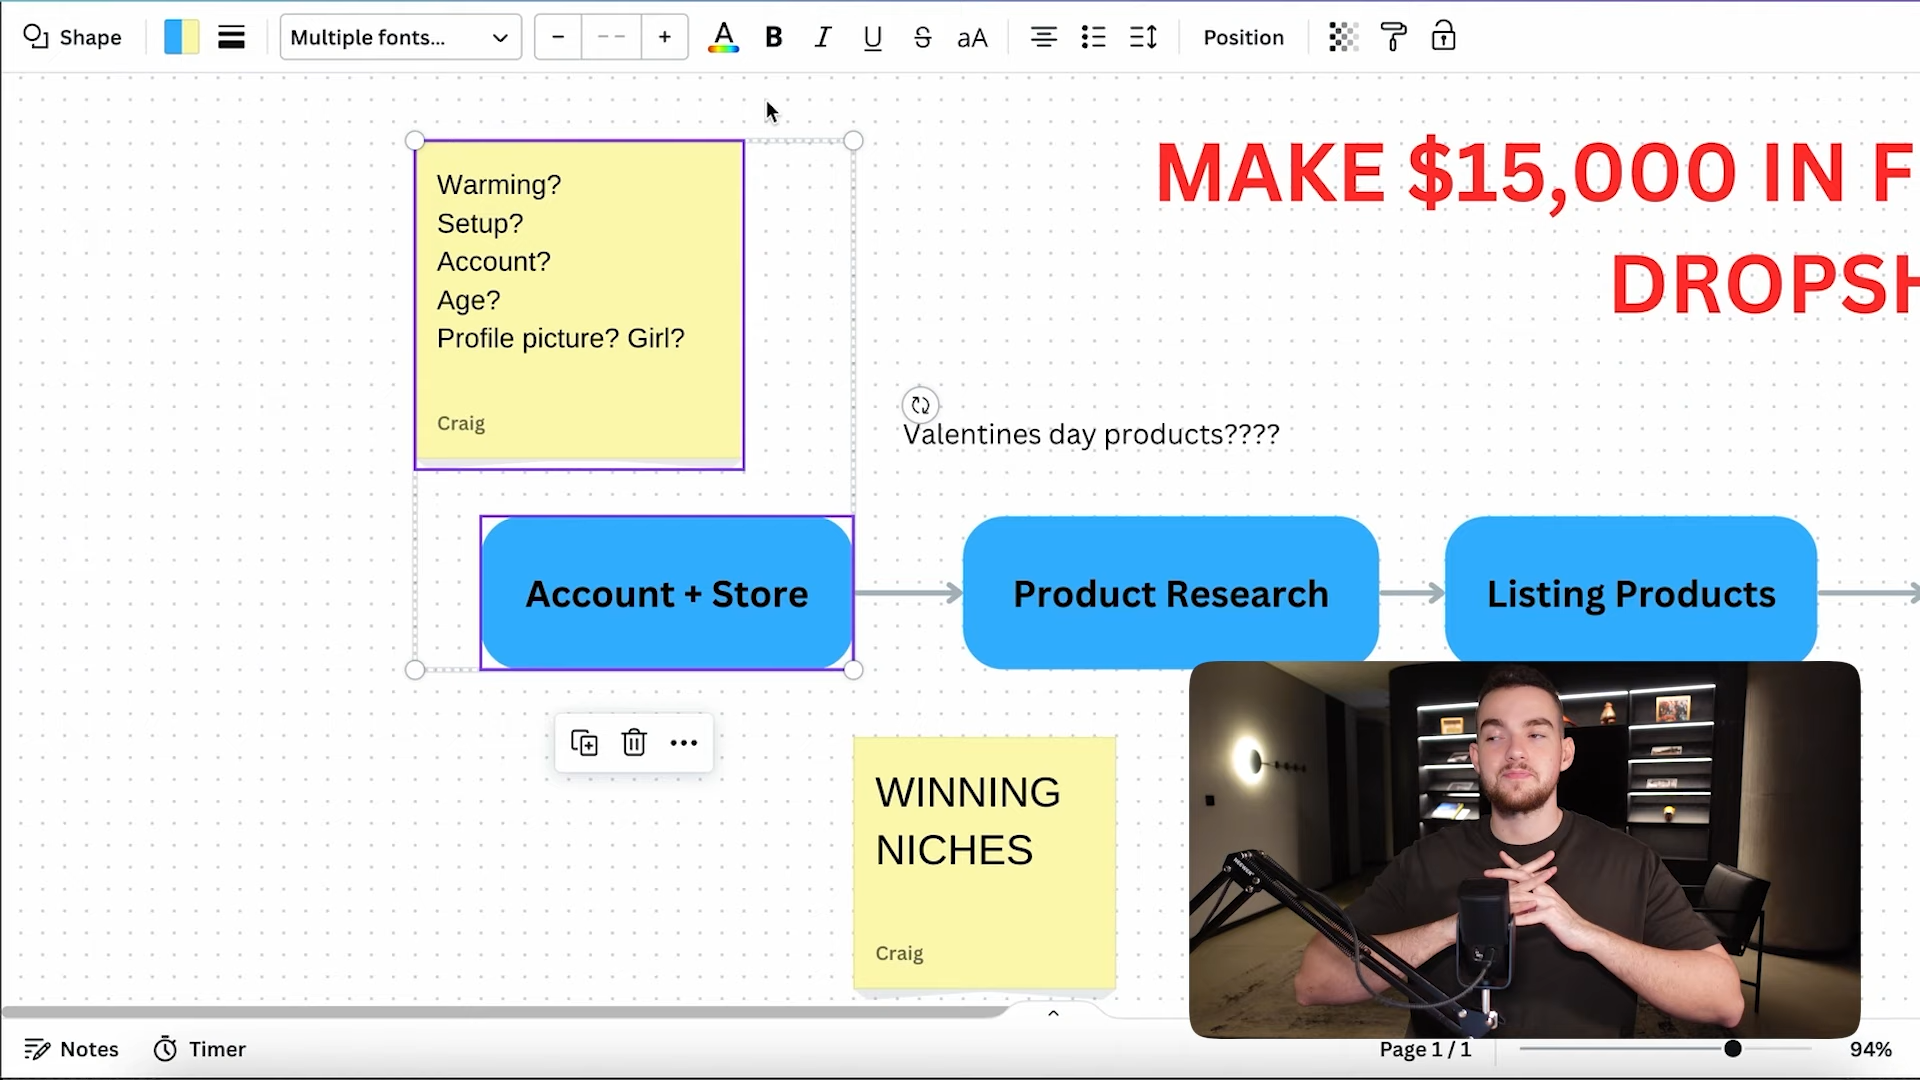 Shape
Multiple fonts...
– -- +
A B I U S aA
Position
MAKE $15,000 IN F
DROPSH
Warming?
Setup?
Account?
Age?
Profile picture? Girl?
Craig
Valentines day products????
Account + Store
Product Research
Listing Products
WINNING
NICHES
Craig
Notes
Timer
Page 1 / 1
94%